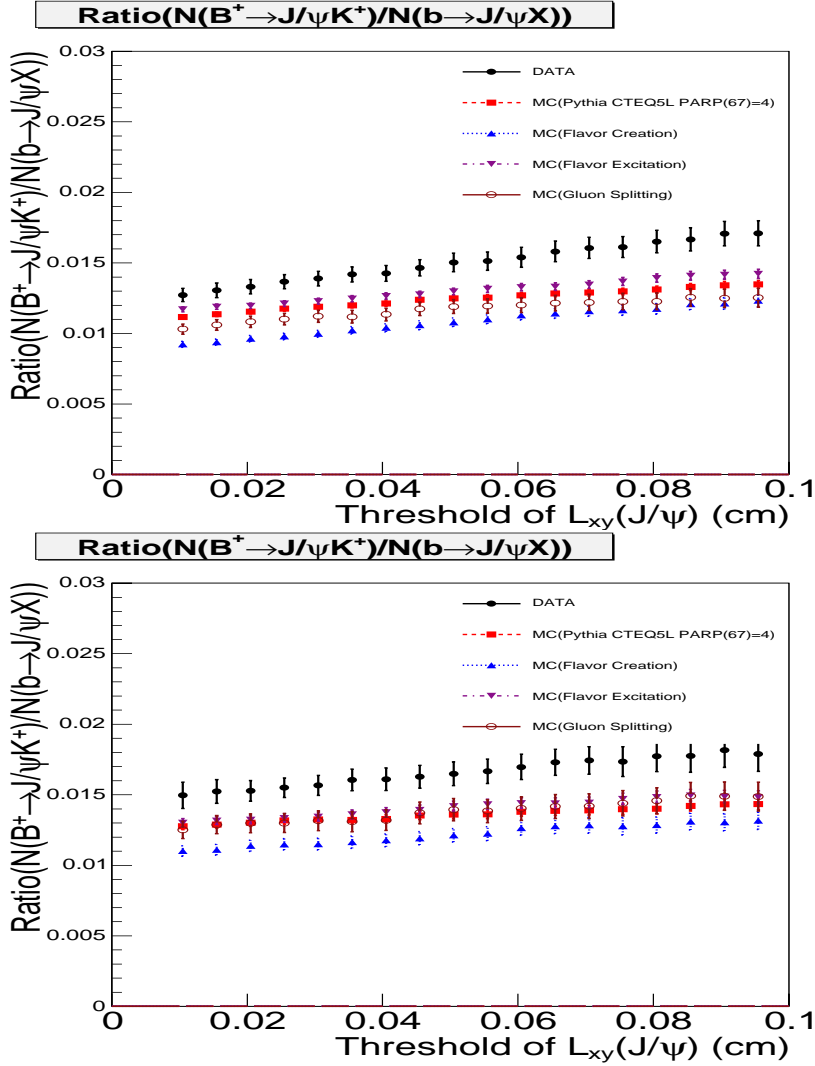 Ratio(N(B⁺→J/ψK⁺)/N(b→J/ψX))
Ratio(N(B⁺→J/ψK⁺)/N(b→J/ψX))
0.03
0.025
0.02
0.015
0.01
0.005
0
DATA
MC(Pythia CTEQ5L PARP(67)=4)
MC(Flavor Creation)
MC(Flavor Excitation)
MC(Gluon Splitting)
0 0.02 0.04 0.06 0.08 0.1
Threshold of Lxy(J/ψ) (cm)
Ratio(N(B⁺→J/ψK⁺)/N(b→J/ψX))
Ratio(N(B⁺→J/ψK⁺)/N(b→J/ψX))
0.03
0.025
0.02
0.015
0.01
0.005
0
DATA
MC(Pythia CTEQ5L PARP(67)=4)
MC(Flavor Creation)
MC(Flavor Excitation)
MC(Gluon Splitting)
0 0.02 0.04 0.06 0.08 0.1
Threshold of Lxy(J/ψ) (cm)